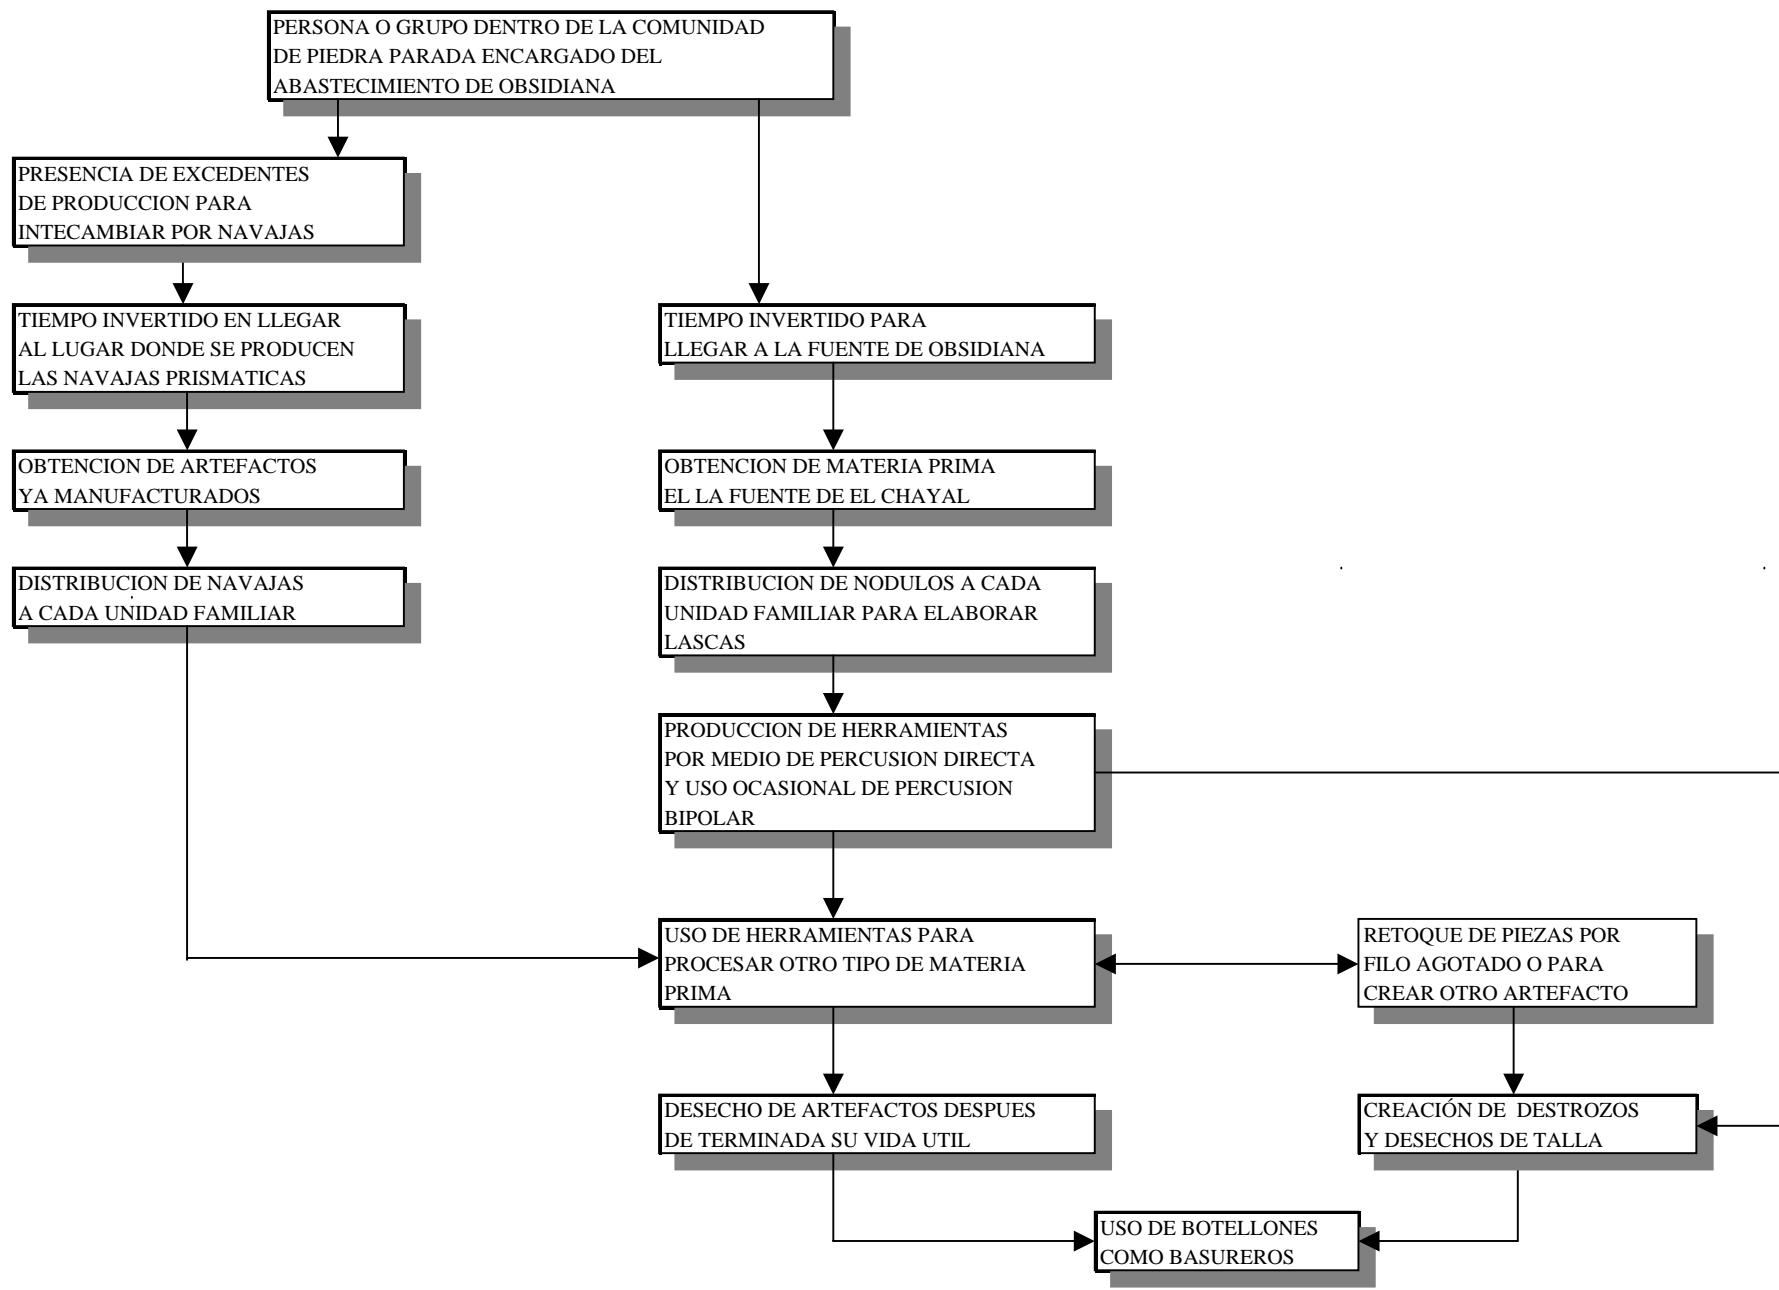 PERSONA O GRUPO DENTRO DE LA COMUNIDAD
DE PIEDRA PARADA ENCARGADO DEL
ABASTECIMIENTO DE OBSIDIANA
PRESENCIA DE EXCEDENTES
DE PRODUCCION PARA
INTECAMBIAR POR NAVAJAS
TIEMPO INVERTIDO EN LLEGAR
AL LUGAR DONDE SE PRODUCEN
LAS NAVAJAS PRISMATICAS
TIEMPO INVERTIDO PARA
LLEGAR A LA FUENTE DE OBSIDIANA
OBTENCION DE ARTEFACTOS
YA MANUFACTURADOS
OBTENCION DE MATERIA PRIMA
EL LA FUENTE DE EL CHAYAL
DISTRIBUCION DE NAVAJAS
A CADA UNIDAD FAMILIAR
DISTRIBUCION DE NODULOS A CADA
UNIDAD FAMILIAR PARA ELABORAR
LASCAS
PRODUCCION DE HERRAMIENTAS
POR MEDIO DE PERCUSION DIRECTA
Y USO OCASIONAL DE PERCUSION
BIPOLAR
USO DE HERRAMIENTAS PARA
PROCESAR OTRO TIPO DE MATERIA
PRIMA
RETOQUE DE PIEZAS POR
FILO AGOTADO O PARA
CREAR OTRO ARTEFACTO
DESECHO DE ARTEFACTOS DESPUES
DE TERMINADA SU VIDA UTIL
CREACIÓN DE  DESTROZOS
Y DESECHOS DE TALLA
USO DE BOTELLONES
COMO BASUREROS